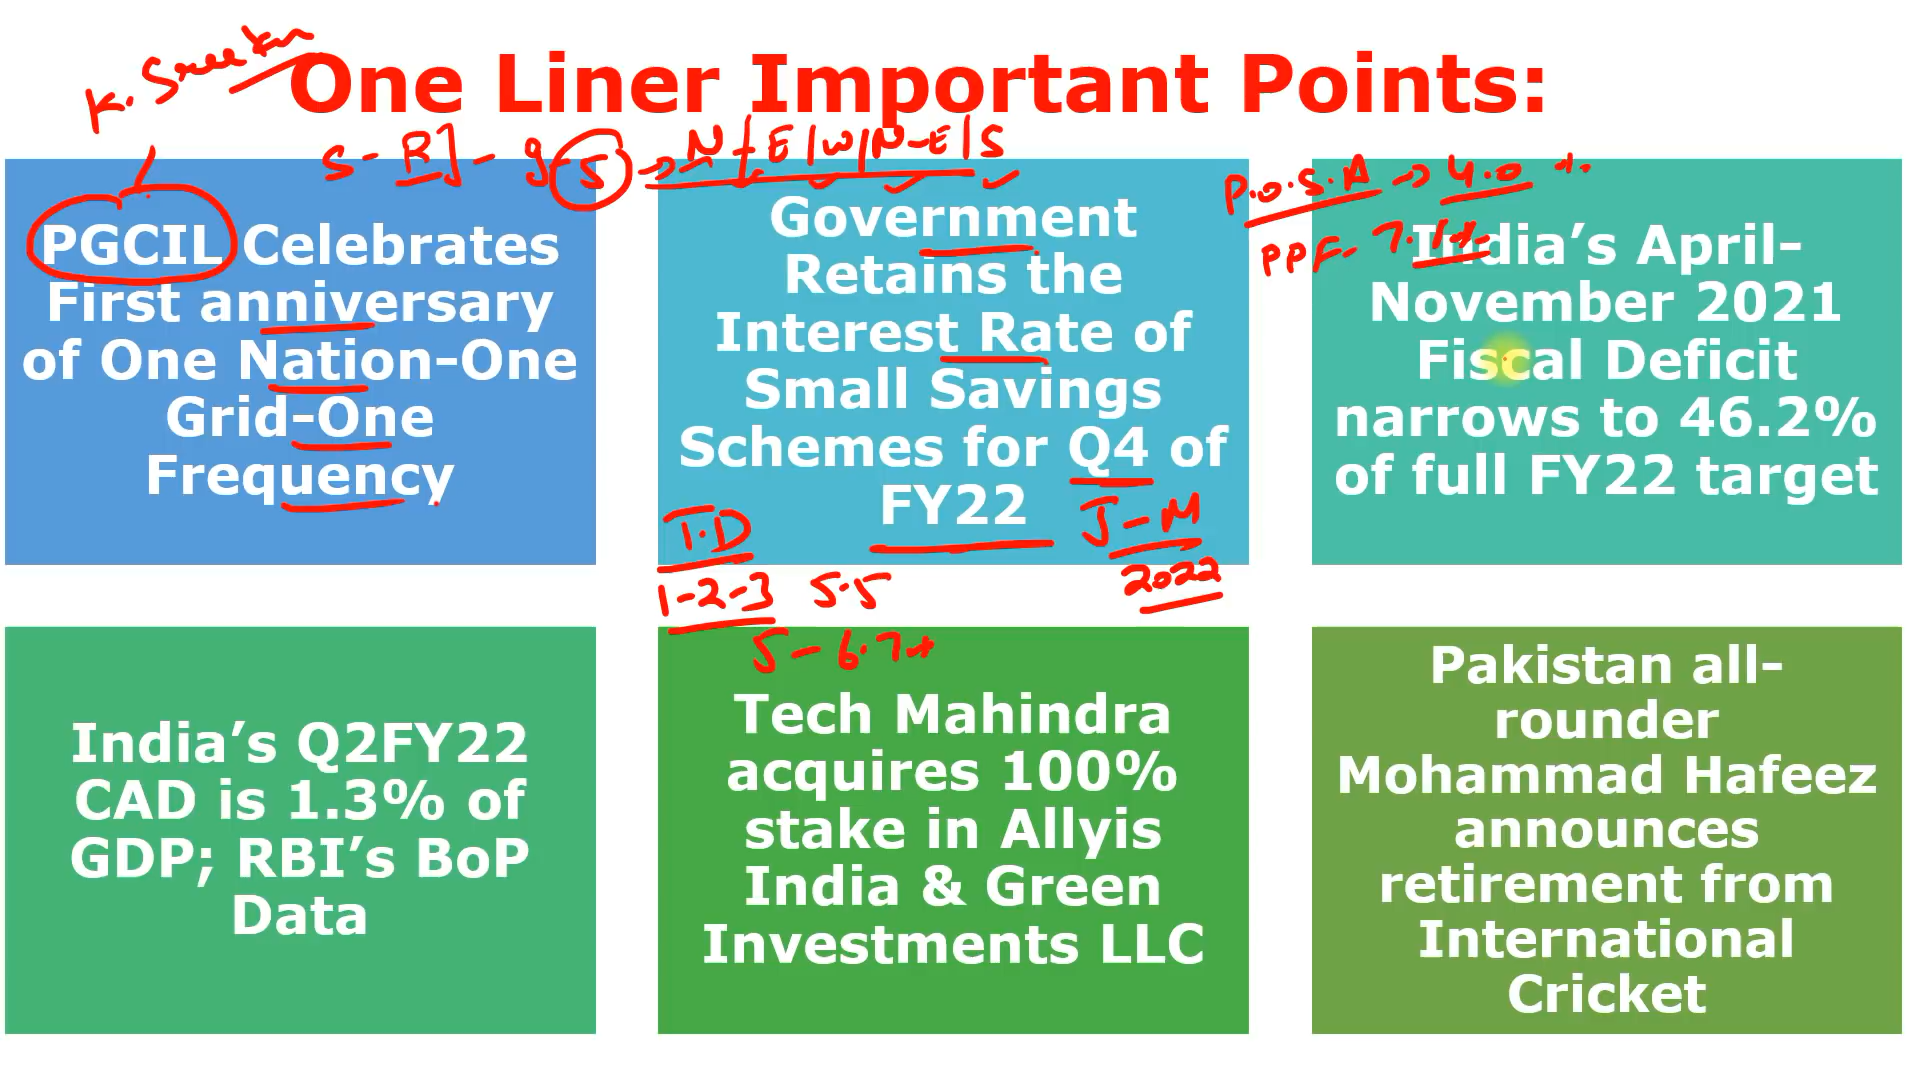 K. Sreekan
One Liner Important Points:
S - R] - g 5 → N | E | W | N-E | S
P.O.S.A → 4.0 %
PPF - 7.1%
PGCIL Celebrates
First anniversary
of One Nation-One
Grid-One
Frequency
Government
Retains the
Interest Rate of
Small Savings
Schemes for Q4 of
FY22
T.D
1-2-3 5.5
5 - 6.7%
J-M
2022
India’s April-
November 2021
Fiscal Deficit
narrows to 46.2%
of full FY22 target
India’s Q2FY22
CAD is 1.3% of
GDP; RBI’s BoP
Data
Tech Mahindra
acquires 100%
stake in Allyis
India & Green
Investments LLC
Pakistan all-
rounder
Mohammad Hafeez
announces
retirement from
International
Cricket